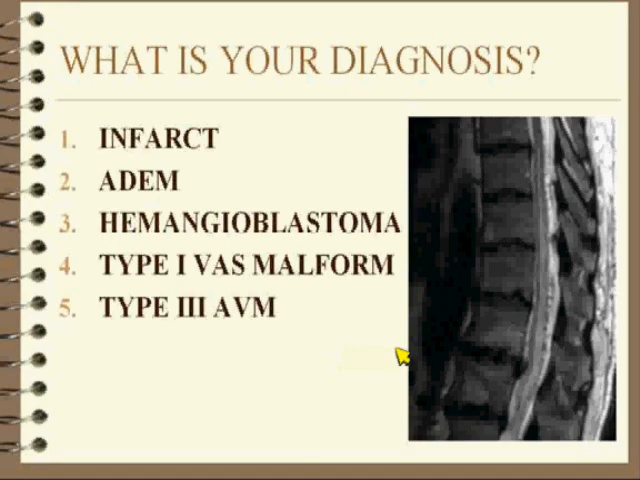 WHAT IS YOUR DIAGNOSIS?
1. INFARCT
2. ADEM
3. HEMANGIOBLASTOMA
4. TYPE I VAS MALFORM
5. TYPE III AVM